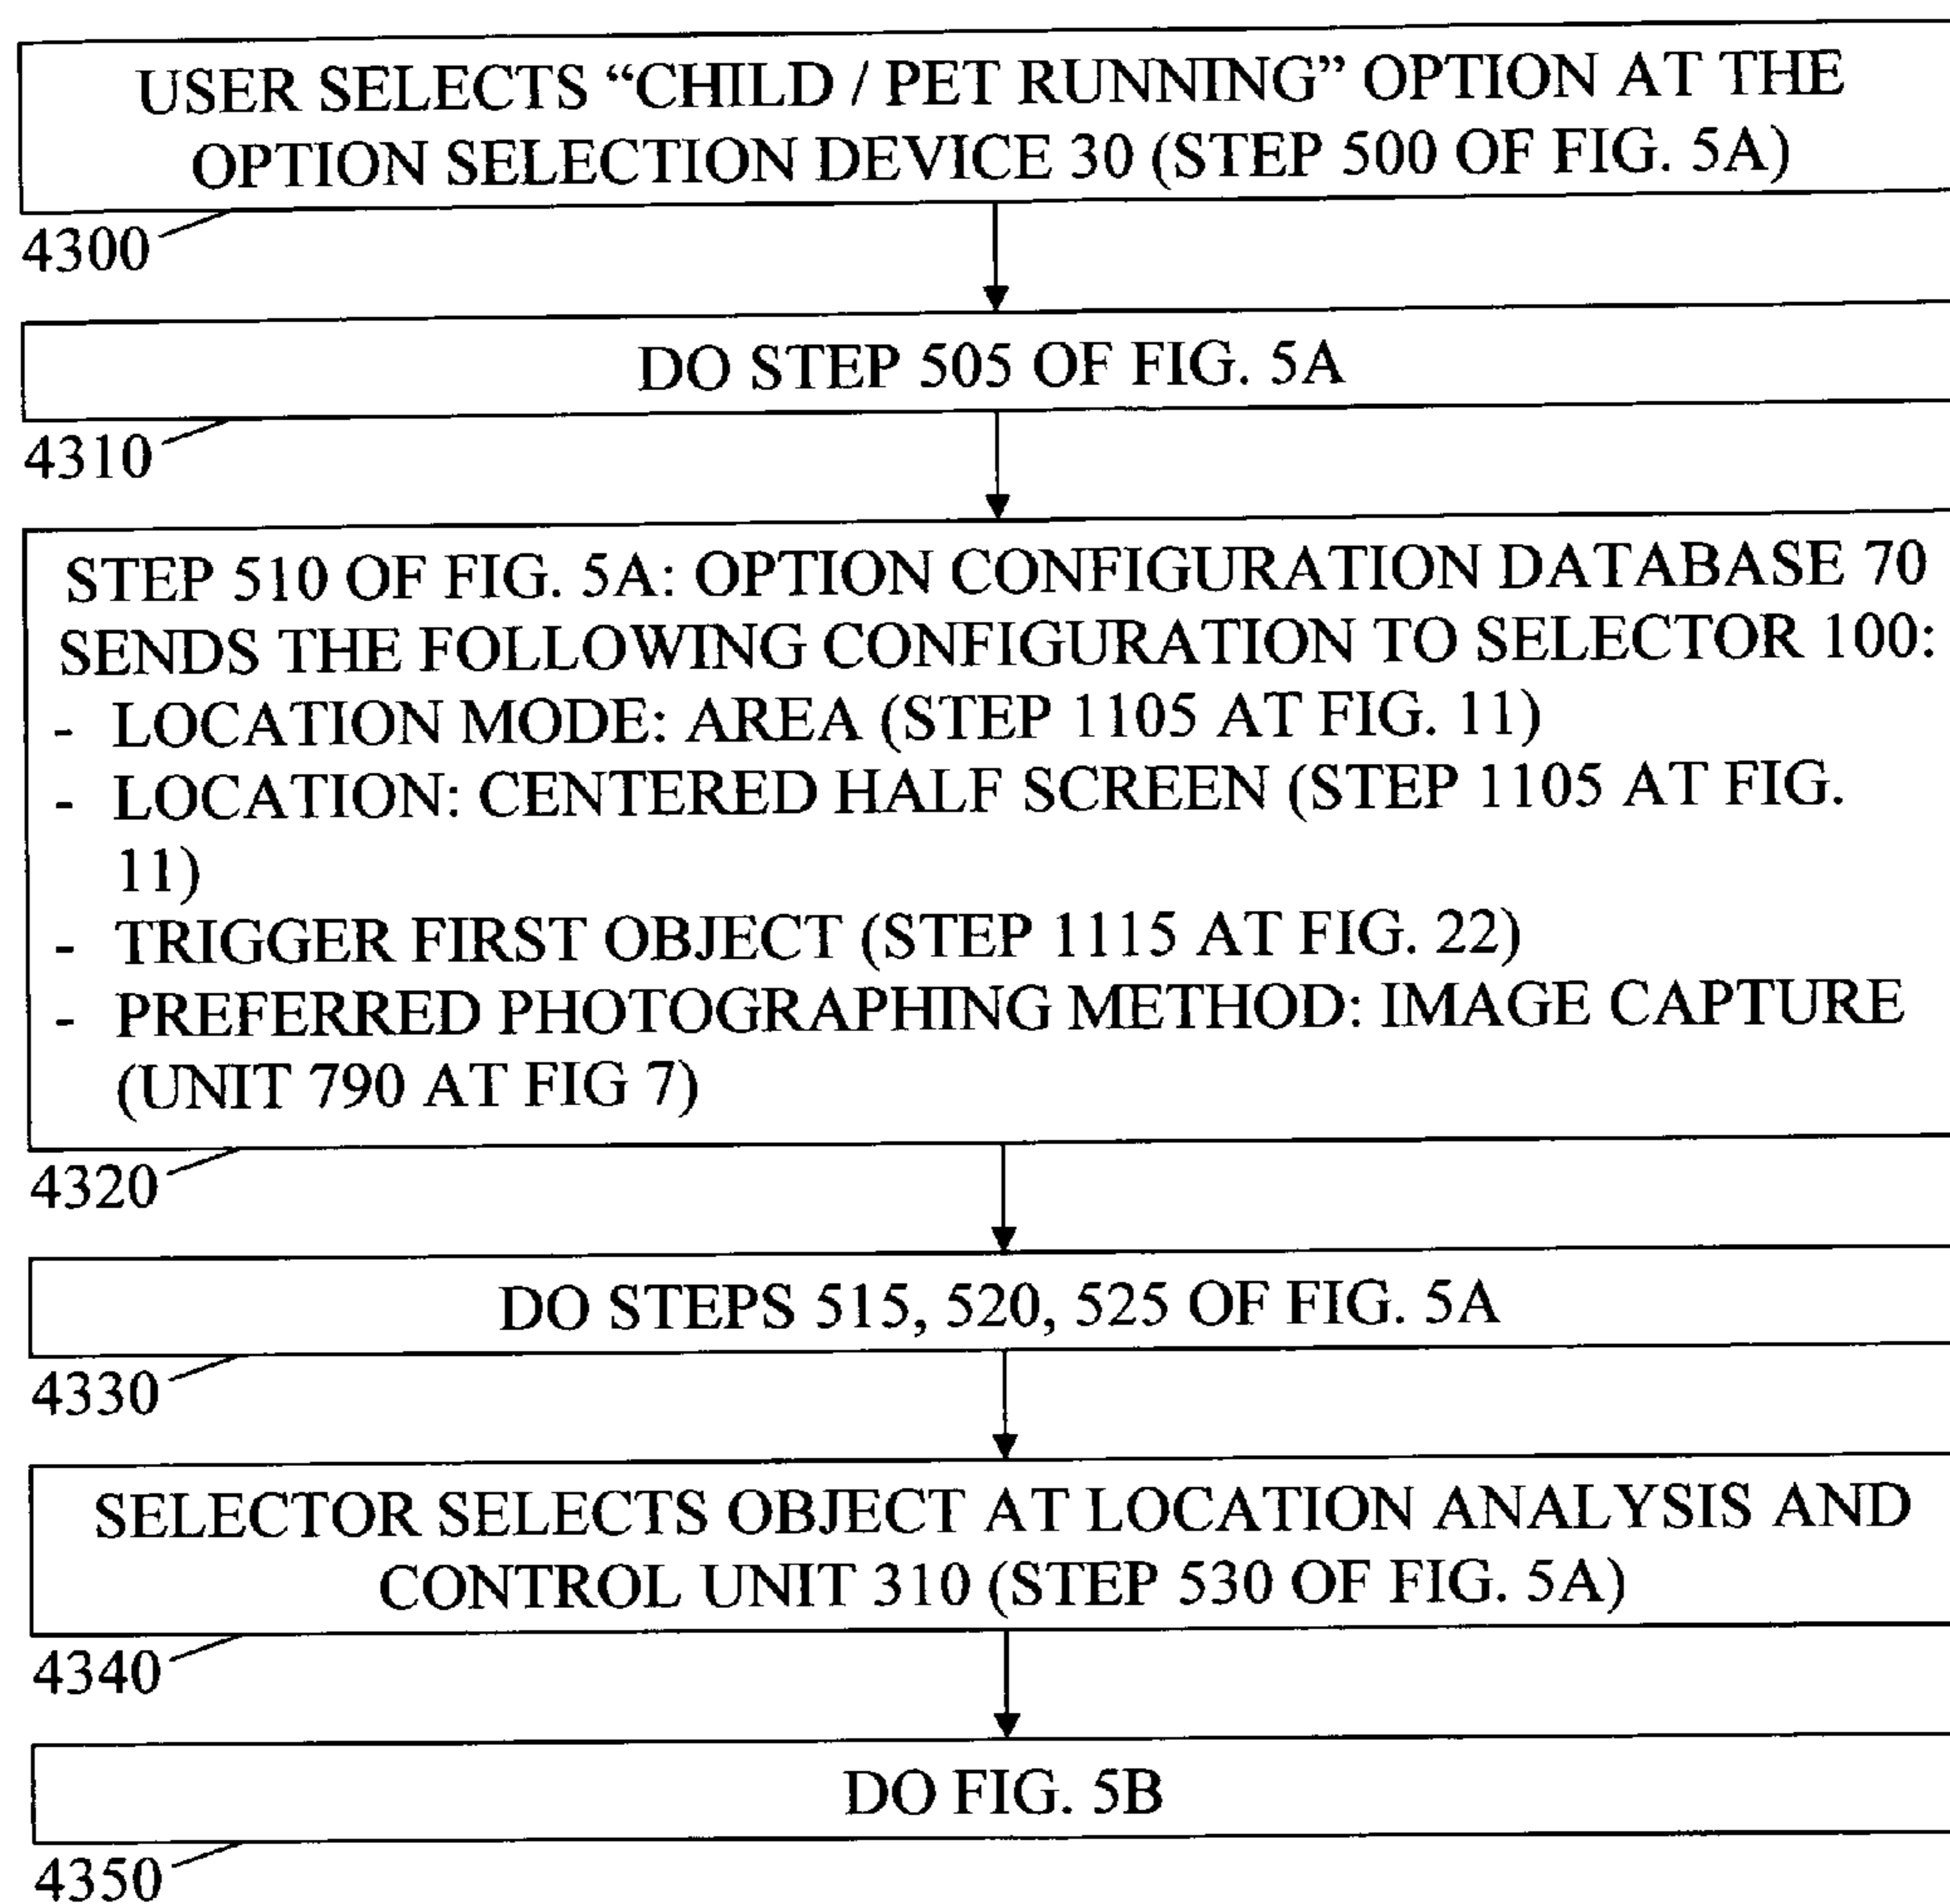 USER SELECTS “CHILD / PET RUNNING” OPTION AT THE
OPTION SELECTION DEVICE 30 (STEP 500 OF FIG. 5A)
4300
DO STEP 505 OF FIG. 5A
4310
STEP 510 OF FIG. 5A: OPTION CONFIGURATION DATABASE 70
SENDS THE FOLLOWING CONFIGURATION TO SELECTOR 100:
- LOCATION MODE: AREA (STEP 1105 AT FIG. 11)
- LOCATION: CENTERED HALF SCREEN (STEP 1105 AT FIG.
11)
- TRIGGER FIRST OBJECT (STEP 1115 AT FIG. 22)
- PREFERRED PHOTOGRAPHING METHOD: IMAGE CAPTURE
(UNIT 790 AT FIG 7)
4320
DO STEPS 515, 520, 525 OF FIG. 5A
4330
SELECTOR SELECTS OBJECT AT LOCATION ANALYSIS AND
CONTROL UNIT 310 (STEP 530 OF FIG. 5A)
4340
DO FIG. 5B
4350